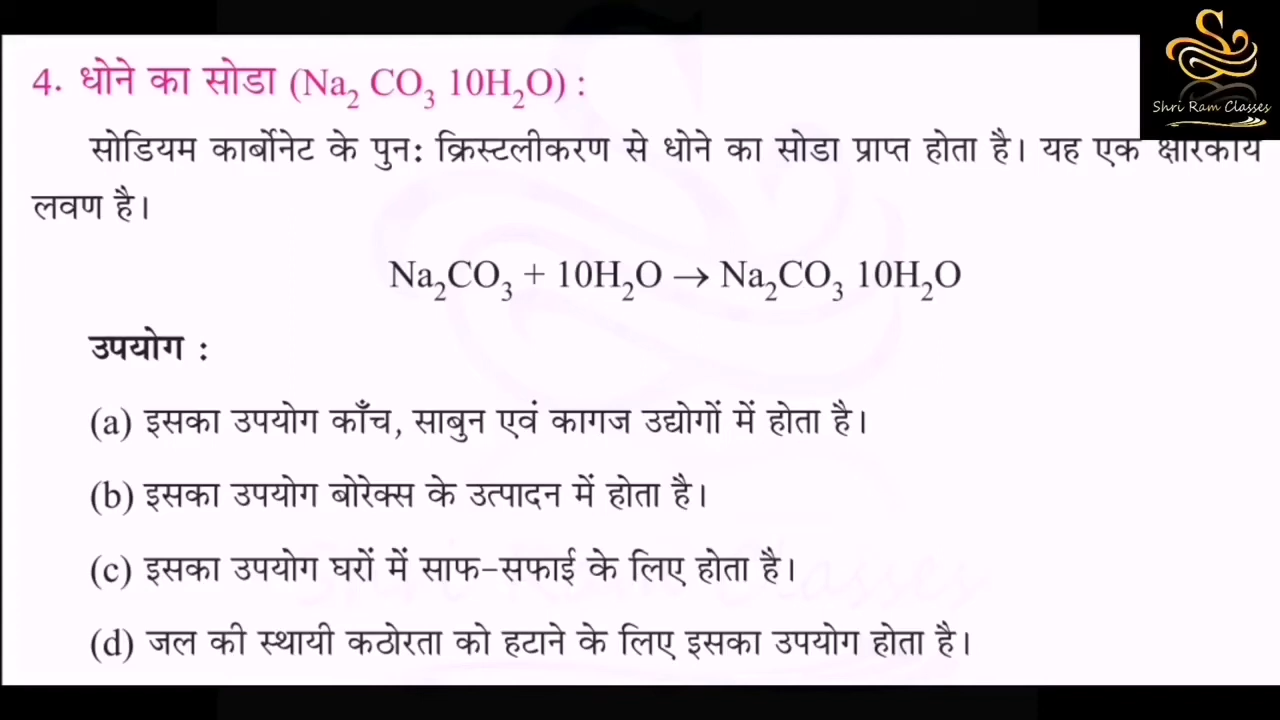 4. धोने का सोडा (Na₂ CO₃ 10H₂O) :
Shri Ram Classes
सोडियम कार्बोनेट के पुन: क्रिस्टलीकरण से धोने का सोडा प्राप्त होता है। यह एक क्षारकीय
लवण है।
Na₂CO₃ + 10H₂O → Na₂CO₃ 10H₂O
उपयोग :
(a) इसका उपयोग काँच, साबुन एवं कागज उद्योगों में होता है।
(b) इसका उपयोग बोरेक्स के उत्पादन में होता है।
(c) इसका उपयोग घरों में साफ-सफाई के लिए होता है।
(d) जल की स्थायी कठोरता को हटाने के लिए इसका उपयोग होता है।